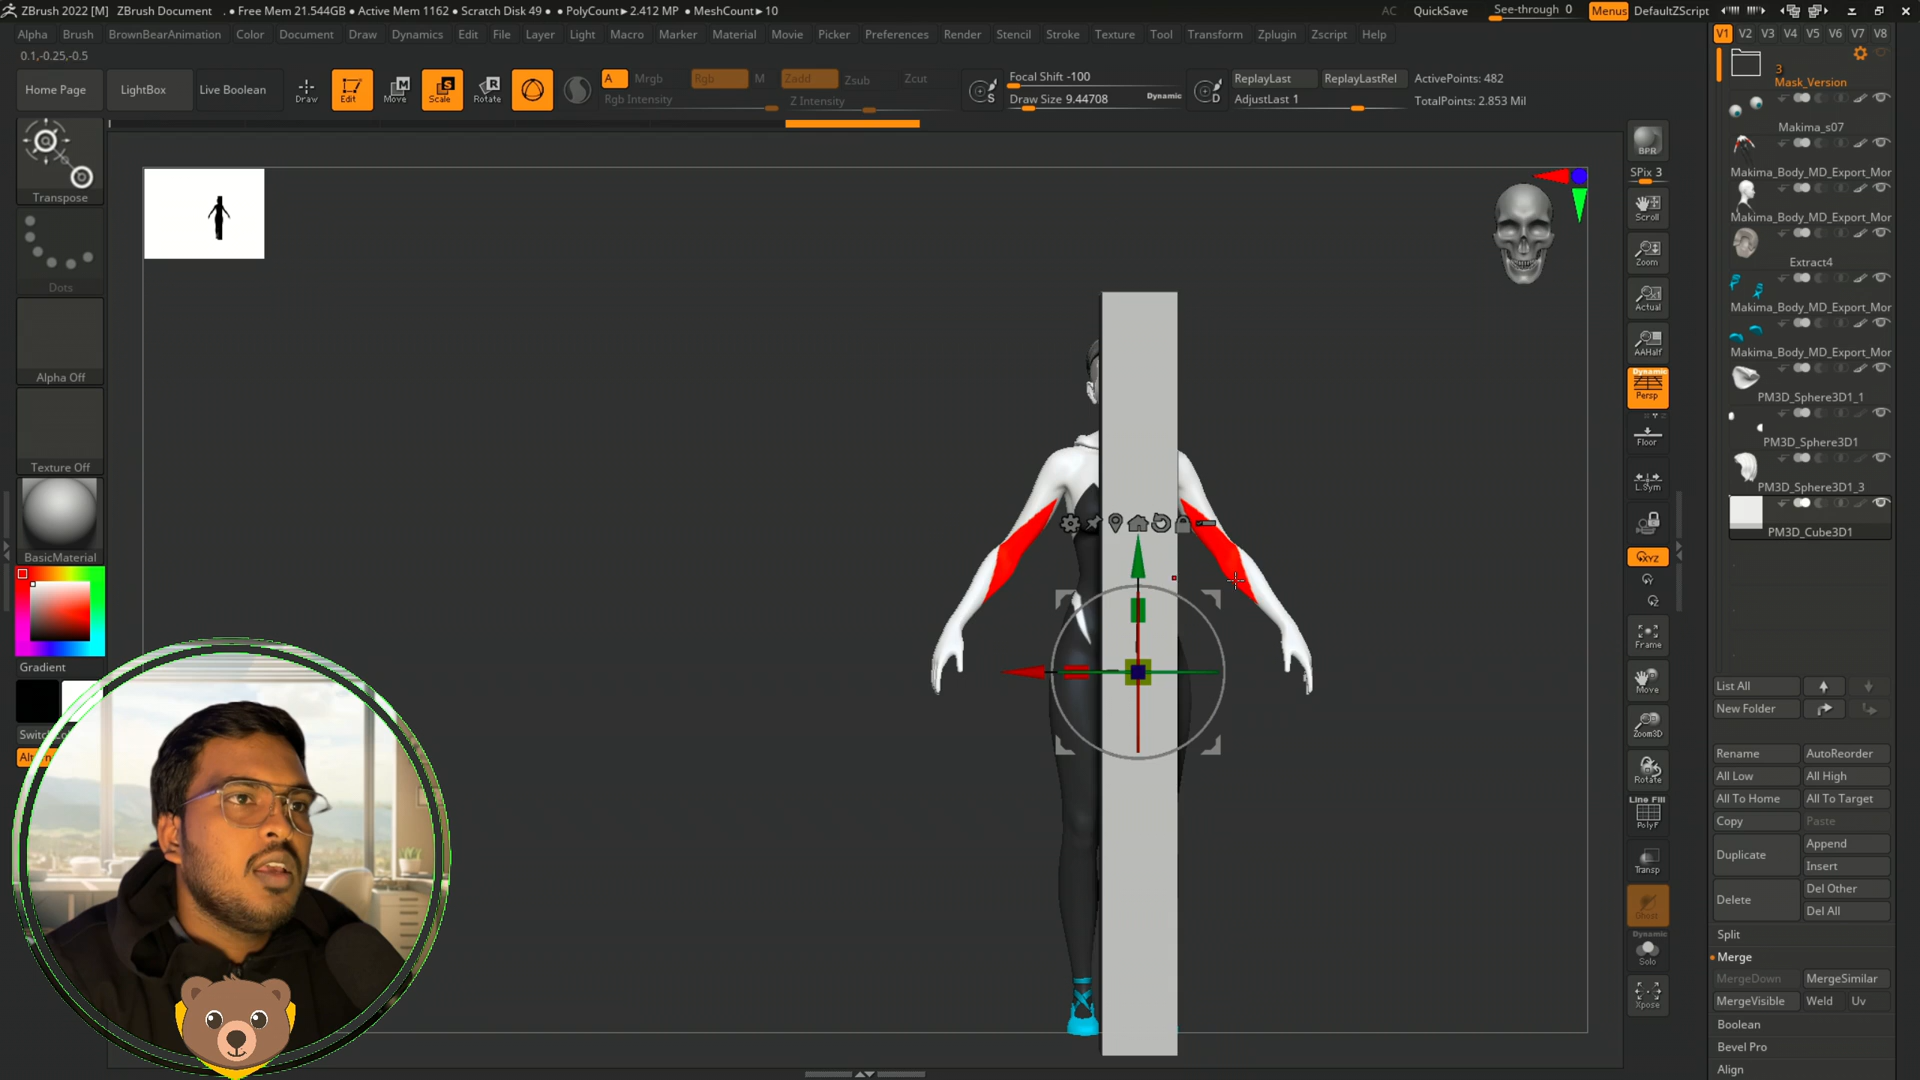 ZBrush 2022 [M] ZBrush Document . ● Free Mem 21.544GB ● Active Mem 1162 ● Scratch Disk 49 ● ● PolyCount► 2.412 MP ● MeshCount► 10 AC QuickSave See-through 0 Menus DefaultZScript
Alpha Brush BrownBearAnimation Color Document Draw Dynamics Edit File Layer Light Macro Marker Material Movie Picker Preferences Render Stencil Stroke Texture Tool Transform Zplugin Zscript Help
V1 V2 V3 V4 V5 V6 V7 V8
0.1,-0.25,-0.5
Home Page LightBox Live Boolean Draw Edit Move Scale Rotate
A Mrgb Rgb M Zadd Zsub Zcut
Rgb Intensity Z Intensity
S
Focal Shift -100
Draw Size 9.44708 Dynamic
D
ReplayLast ReplayLastRel ActivePoints: 482
AdjustLast 1 TotalPoints: 2.853 Mil
Transpose
Dots
Alpha Off
Texture Off
BasicMaterial
Gradient
BPR
SPix 3
Scroll
Zoom
Actual
AAHalf
Dynamic
Persp
Floor
L.Sym
XYZ
Frame
Move
Zoom3D
Rotate
Line Fill
PolyF
Transp
Ghost
Dynamic
Solo
Xpose
3
Mask_Version
Makima_s07
Makima_Body_MD_Export_Mor
Makima_Body_MD_Export_Mor
Extract4
Makima_Body_MD_Export_Mor
Makima_Body_MD_Export_Mor
PM3D_Sphere3D1_1
PM3D_Sphere3D1
PM3D_Sphere3D1_3
PM3D_Cube3D1
List All
New Folder
Rename AutoReorder
All Low All High
All To Home All To Target
Copy Paste
Duplicate Append
Insert
Delete Del Other
Del All
Split
Merge
MergeDown MergeSimilar
MergeVisible Weld Uv
Boolean
Bevel Pro
Align